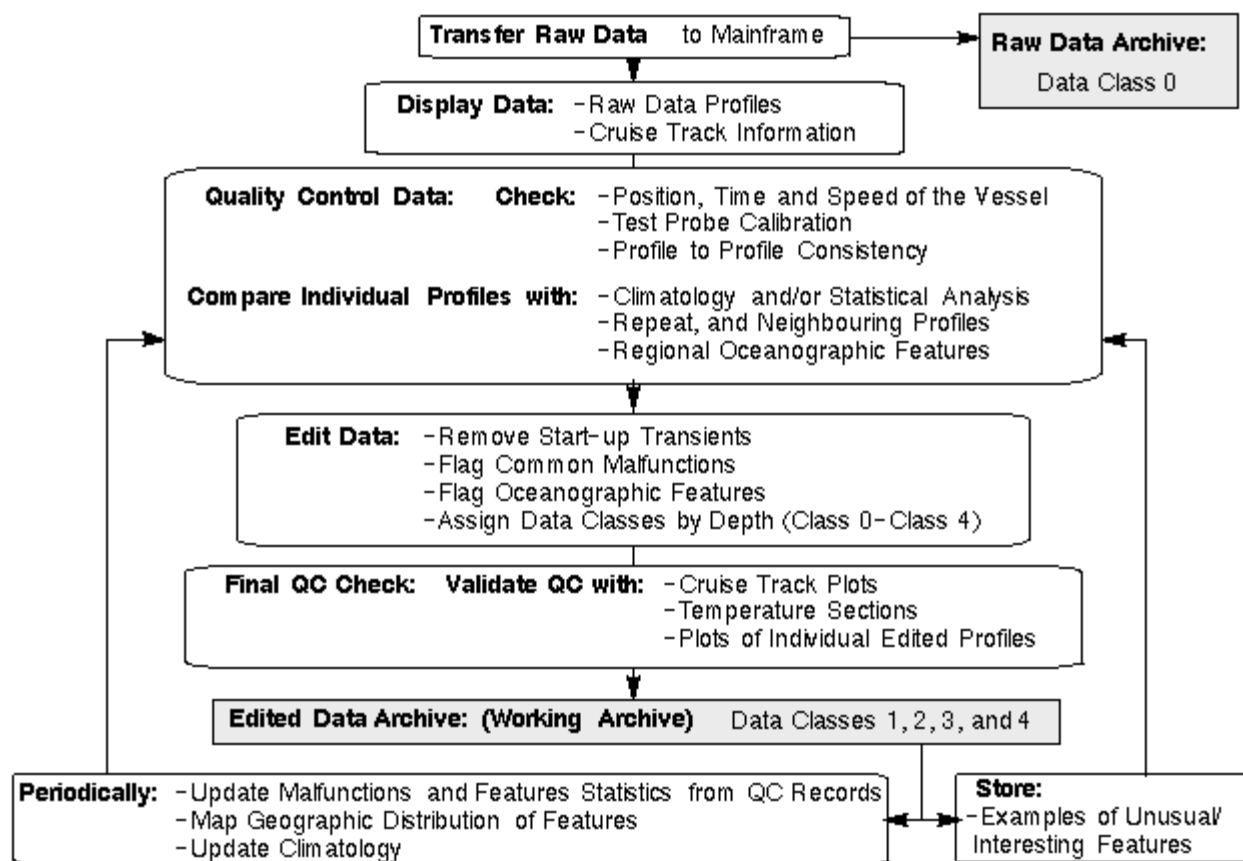 Transfer Raw Data to Mainframe
Raw Data Archive:
Data Class 0
Display Data: -Raw Data Profiles
-Cruise Track Information
Quality Control Data: Check: -Position, Time and Speed of the Vessel
-Test Probe Calibration
-Profile to Profile Consistency
Compare Individual Profiles with: -Climatology and/or Statistical Analysis
-Repeat, and Neighbouring Profiles
-Regional Oceanographic Features
Edit Data: -Remove Start-up Transients
-Flag Common Malfunctions
-Flag Oceanographic Features
-Assign Data Classes by Depth (Class 0-Class 4)
Final QC Check: Validate QC with: -Cruise Track Plots
-Temperature Sections
-Plots of Individual Edited Profiles
Edited Data Archive: (Working Archive) Data Classes 1, 2, 3, and 4
Periodically: -Update Malfunctions and Features Statistics from QC Records
-Map Geographic Distribution of Features
-Update Climatology
Store:
-Examples of Unusual/
Interesting Features